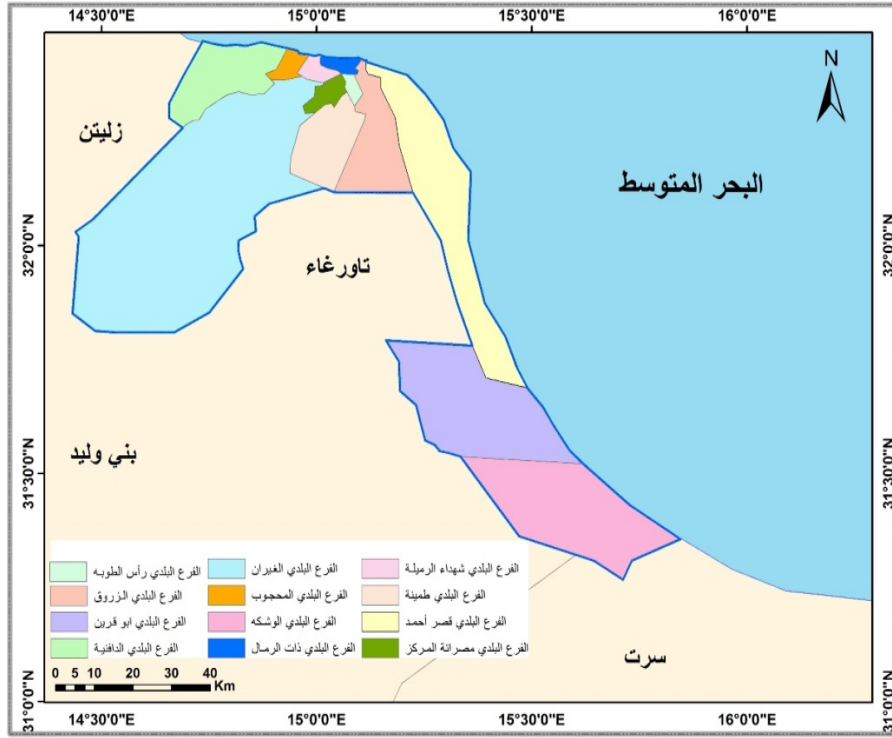 14°30'0"E
15°0'0"E
15°30'0"E
16°0'0"E
N
زليتن
البحر المتوسط
32°0'0"N
32°0'0"N
تاورغاء
بني وليد
31°30'0"N
31°30'0"N
الفرع البلدي شهداء الرميلة
الفرع البلدي الغيران
الفرع البلدي رأس الطوبه
الفرع البلدي طمينة
الفرع البلدي المحجوب
الفرع البلدي الزروق
الفرع البلدي قصر أحمد
الفرع البلدي الوشكه
الفرع البلدي ابو قرين
الفرع البلدي مصراتة المركز
الفرع البلدي ذات الرمال
الفرع البلدي الدافنية
سرت
0 5 10 20 30 40
Km
31°0'0"N
31°0'0"N
14°30'0"E
15°0'0"E
15°30'0"E
16°0'0"E